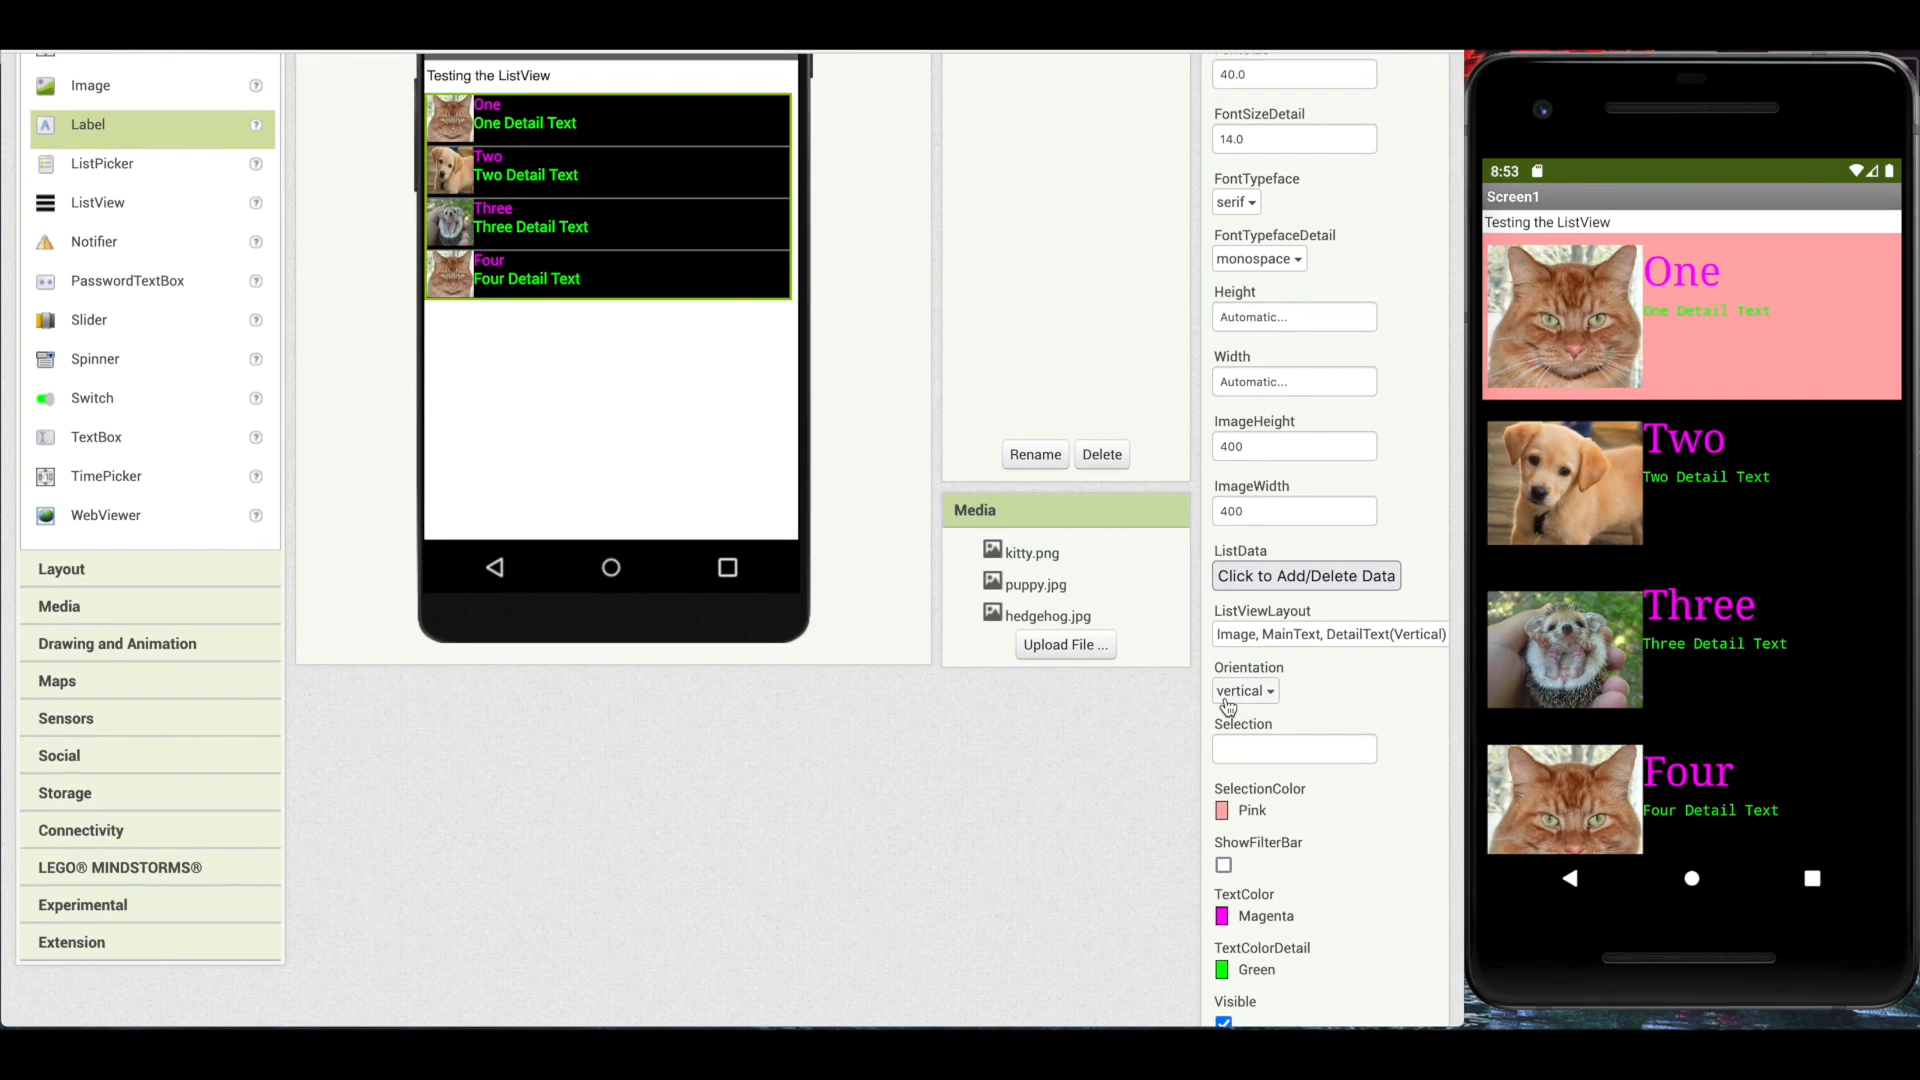 Image
Label
ListPicker
ListView
Notifier
PasswordTextBox
Slider
Spinner
Switch
TextBox
TimePicker
WebViewer
Layout
Media
Drawing and Animation
Maps
Sensors
Social
Storage
Connectivity
LEGO® MINDSTORMS®
Experimental
Extension
Testing the ListView
One
One Detail Text
Two
Two Detail Text
Three
Three Detail Text
Four
Four Detail Text
Rename Delete
Media
kitty.png
puppy.jpg
hedgehog.jpg
Upload File ...
40.0
FontSizeDetail
14.0
FontTypeface
serif
FontTypefaceDetail
monospace
Height
Automatic...
Width
Automatic...
ImageHeight
400
ImageWidth
400
ListData
Click to Add/Delete Data
ListViewLayout
Image, MainText, DetailText(Vertical)
Orientation
vertical
Selection
SelectionColor
Pink
ShowFilterBar
TextColor
Magenta
TextColorDetail
Green
Visible
8:53
Screen1
Testing the ListView
One
One Detail Text
Two
Two Detail Text
Three
Three Detail Text
Four
Four Detail Text